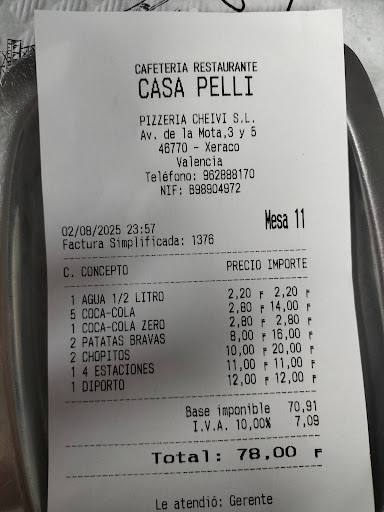 CAFETERIA RESTAURANTE
CASA PELLI
PIZZERIA CHEIVI S.L.
Av. de la Mota,3 y 5
46770 - Xeraco
Valencia
Teléfono: 962888170
NIF: B98904972
02/08/2025 23:57 Mesa 11
Factura Simplificada: 1376
C. CONCEPTO PRECIO IMPORTE
1 AGUA 1/2 LITRO 2,20 ₣ 2,20 ₣
5 COCA-COLA 2,80 ₣ 14,00 ₣
1 COCA-COLA ZERO 2,80 ₣ 2,80 ₣
2 PATATAS BRAVAS 8,00 ₣ 16,00 ₣
2 CHOPITOS 10,00 ₣ 20,00 ₣
1 4 ESTACIONES 11,00 ₣ 11,00 ₣
1 DIPORTO 12,00 ₣ 12,00 ₣
Base imponible 70,91
I.V.A. 10,00% 7,09
Total: 78,00 ₣
Le atendió: Gerente